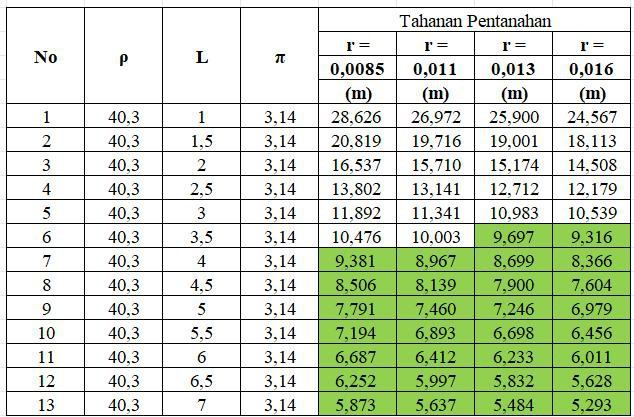 Tahanan Pentanahan
No ρ L π r = r = r = r =
0,0085 0,011 0,013 0,016
(m) (m) (m) (m)
1 40,3 1 3,14 28,626 26,972 25,900 24,567
2 40,3 1,5 3,14 20,819 19,716 19,001 18,113
3 40,3 2 3,14 16,537 15,710 15,174 14,508
4 40,3 2,5 3,14 13,802 13,141 12,712 12,179
5 40,3 3 3,14 11,892 11,341 10,983 10,539
6 40,3 3,5 3,14 10,476 10,003 9,697 9,316
7 40,3 4 3,14 9,381 8,967 8,699 8,366
8 40,3 4,5 3,14 8,506 8,139 7,900 7,604
9 40,3 5 3,14 7,791 7,460 7,246 6,979
10 40,3 5,5 3,14 7,194 6,893 6,698 6,456
11 40,3 6 3,14 6,687 6,412 6,233 6,011
12 40,3 6,5 3,14 6,252 5,997 5,832 5,628
13 40,3 7 3,14 5,873 5,637 5,484 5,293